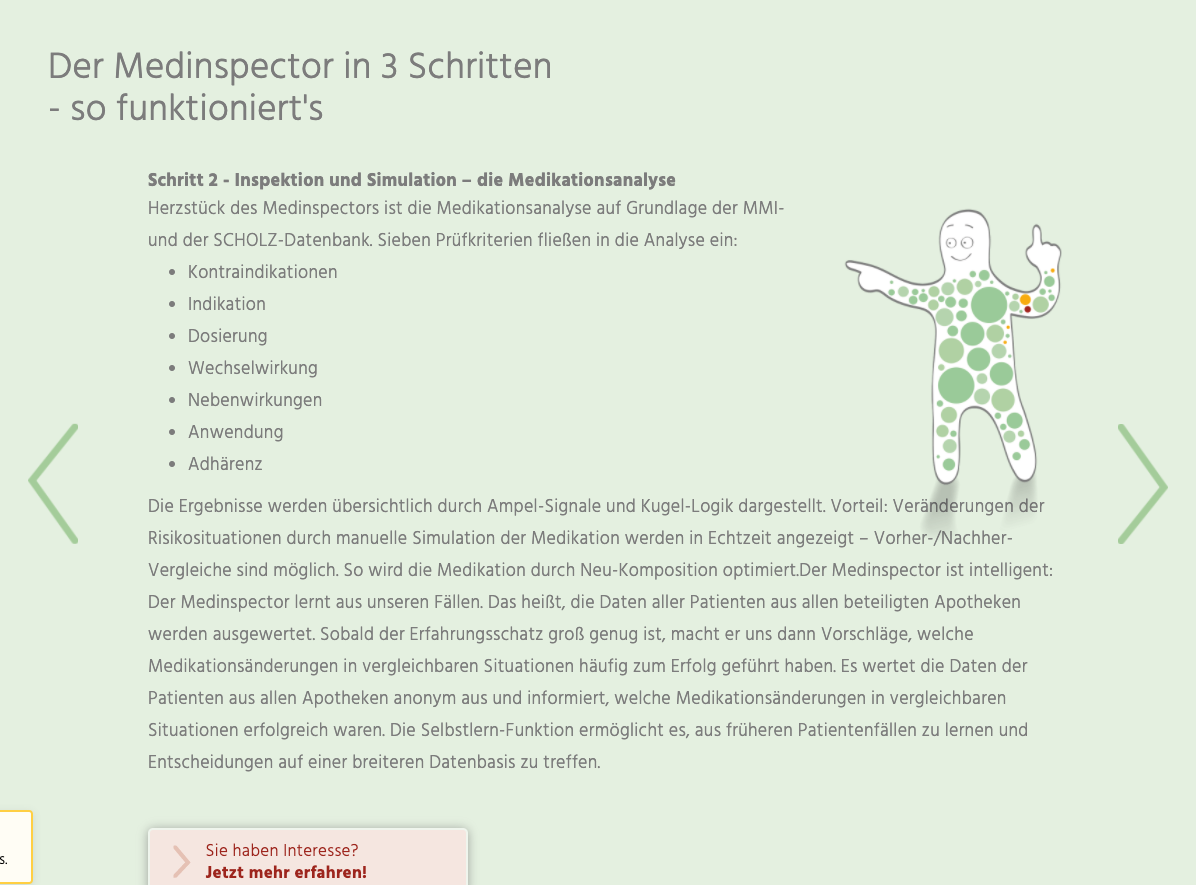 Der Medinspector in 3 Schritten
- so funktioniert's
Schritt 2 - Inspektion und Simulation – die Medikationsanalyse
Herzstück des Medinspectors ist die Medikationsanalyse auf Grundlage der MMI-
und der SCHOLZ-Datenbank. Sieben Prüfkriterien fließen in die Analyse ein:
• Kontraindikationen
• Indikation
• Dosierung
• Wechselwirkung
• Nebenwirkungen
• Anwendung
• Adhärenz
Die Ergebnisse werden übersichtlich durch Ampel-Signale und Kugel-Logik dargestellt. Vorteil: Veränderungen der
Risikosituationen durch manuelle Simulation der Medikation werden in Echtzeit angezeigt – Vorher-/Nachher-
Vergleiche sind möglich. So wird die Medikation durch Neu-Komposition optimiert.Der Medinspector ist intelligent:
Der Medinspector lernt aus unseren Fällen. Das heißt, die Daten aller Patienten aus allen beteiligten Apotheken
werden ausgewertet. Sobald der Erfahrungsschatz groß genug ist, macht er uns dann Vorschläge, welche
Medikationsänderungen in vergleichbaren Situationen häufig zum Erfolg geführt haben. Es wertet die Daten der
Patienten aus allen Apotheken anonym aus und informiert, welche Medikationsänderungen in vergleichbaren
Situationen erfolgreich waren. Die Selbstlern-Funktion ermöglicht es, aus früheren Patientenfällen zu lernen und
Entscheidungen auf einer breiteren Datenbasis zu treffen.
s.
Sie haben Interesse?
Jetzt mehr erfahren!